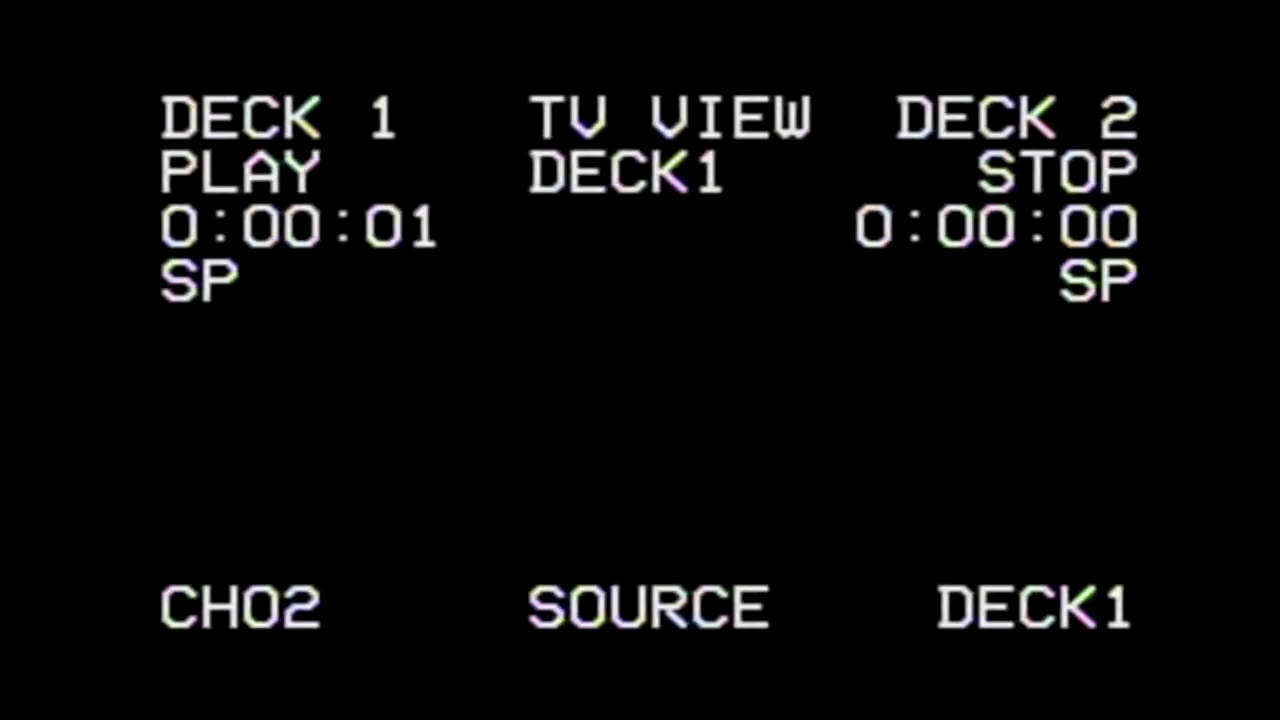 DECK 1 TV VIEW DECK 2
PLAY DECK1 STOP
0:00:01 0:00:00
SP SP
CH02 SOURCE DECK1